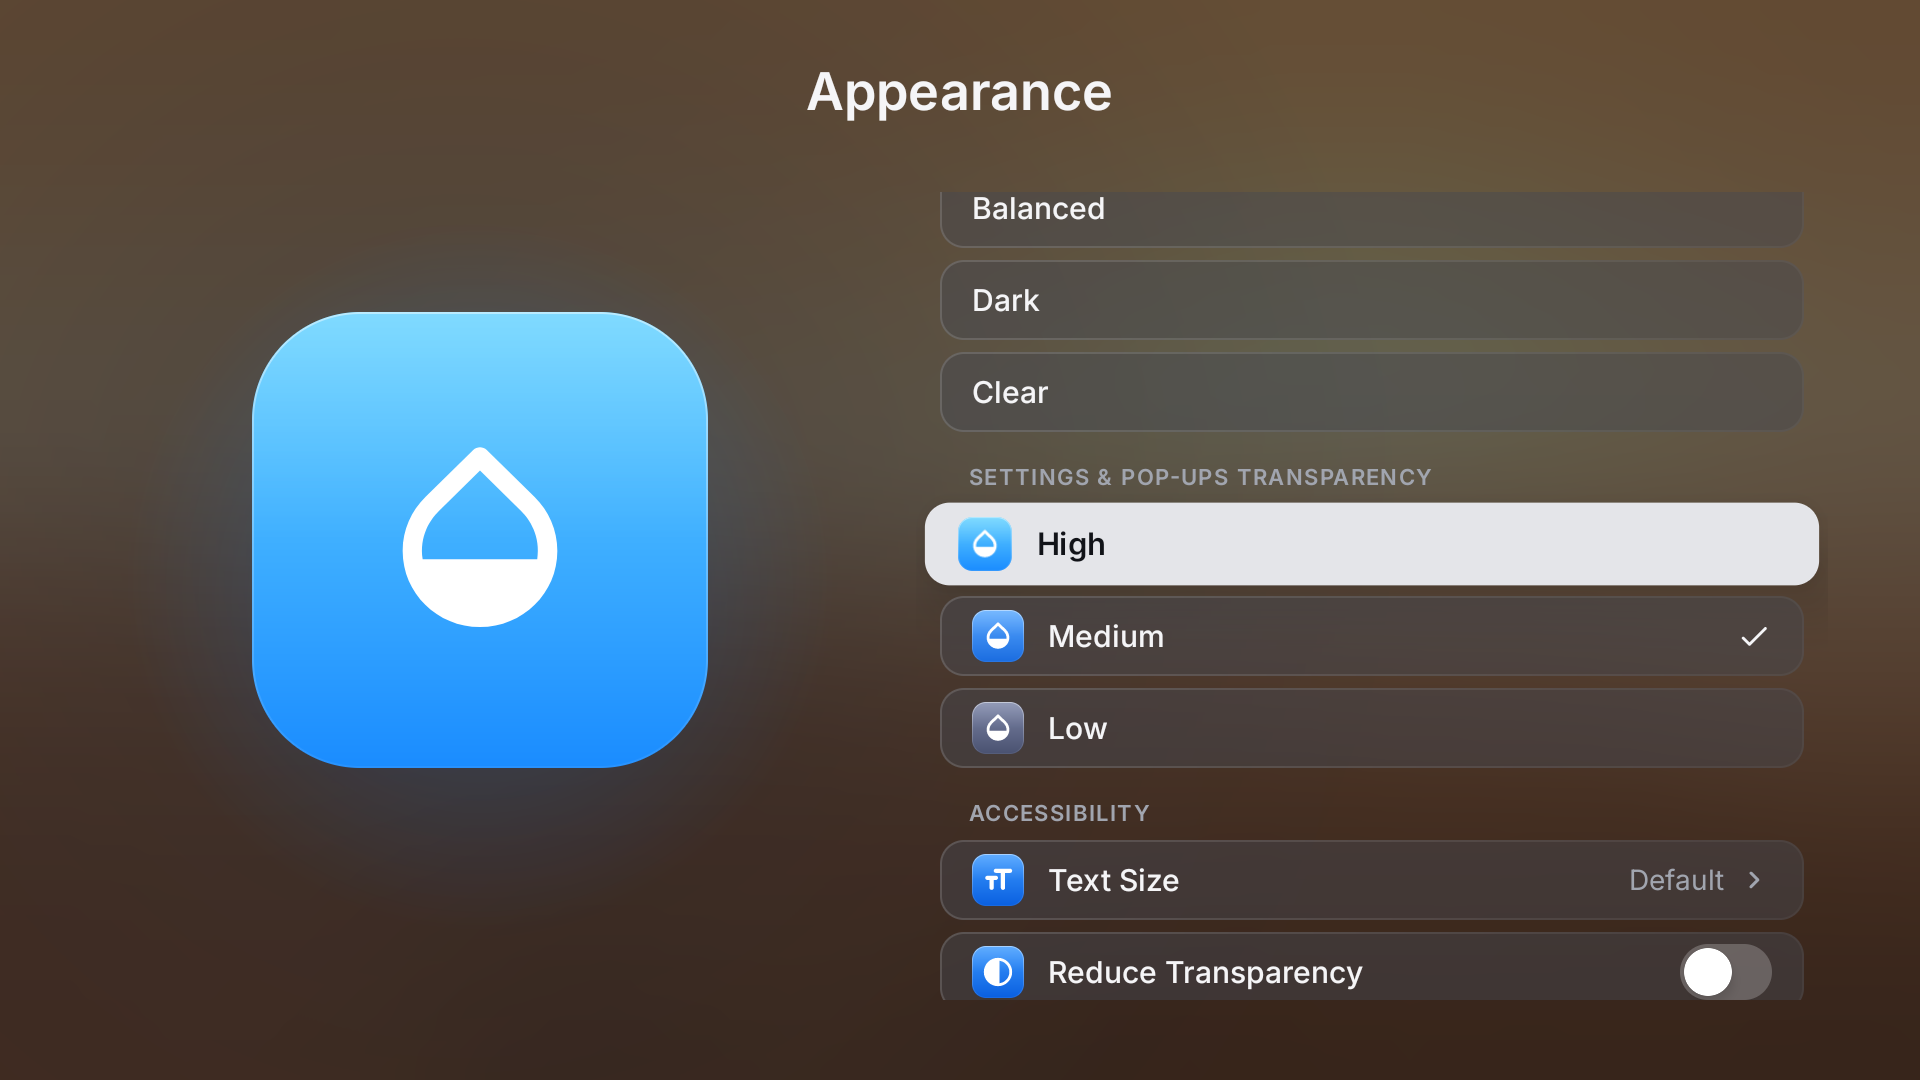 Appearance
Balanced
Dark
Clear
SETTINGS & POP-UPS TRANSPARENCY
High
Medium
Low
ACCESSIBILITY
Text Size Default
Reduce Transparency